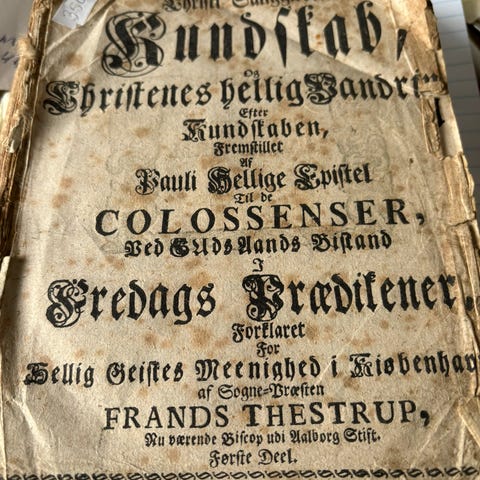 Christi
Kundskab,
Og
Christenes hellig Vandr
Efter
Kundskaben,
Fremstillet
Af
Pauli Hellige Epistel
Til de
COLOSSENSER,
Ved GUds Aands Bistand
I
Fredags Prædikener,
Forklaret
For
Hellig Geistes Meenighed i Kiøbenhav
af Sogne-Præsten
FRANDS THESTRUP,
Nu værende Biscop udi Aalborg Stift.
Første Deel.